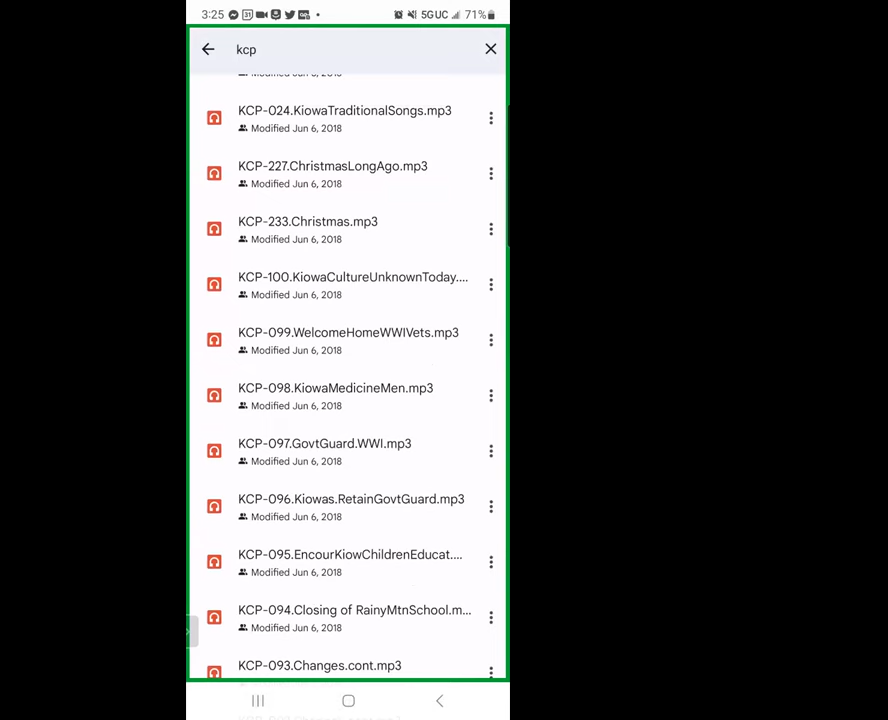 3:25 31 5GUC 71%
kcp
KCP-024.KiowaTraditionalSongs.mp3
Modified Jun 6, 2018
KCP-227.ChristmasLongAgo.mp3
Modified Jun 6, 2018
KCP-233.Christmas.mp3
Modified Jun 6, 2018
KCP-100.KiowaCultureUnknownToday....
Modified Jun 6, 2018
KCP-099.WelcomeHomeWWIVets.mp3
Modified Jun 6, 2018
KCP-098.KiowaMedicineMen.mp3
Modified Jun 6, 2018
KCP-097.GovtGuard.WWI.mp3
Modified Jun 6, 2018
KCP-096.Kiowas.RetainGovtGuard.mp3
Modified Jun 6, 2018
KCP-095.EncourKiowChildrenEducat....
Modified Jun 6, 2018
KCP-094.Closing of RainyMtnSchool.m...
Modified Jun 6, 2018
KCP-093.Changes.cont.mp3